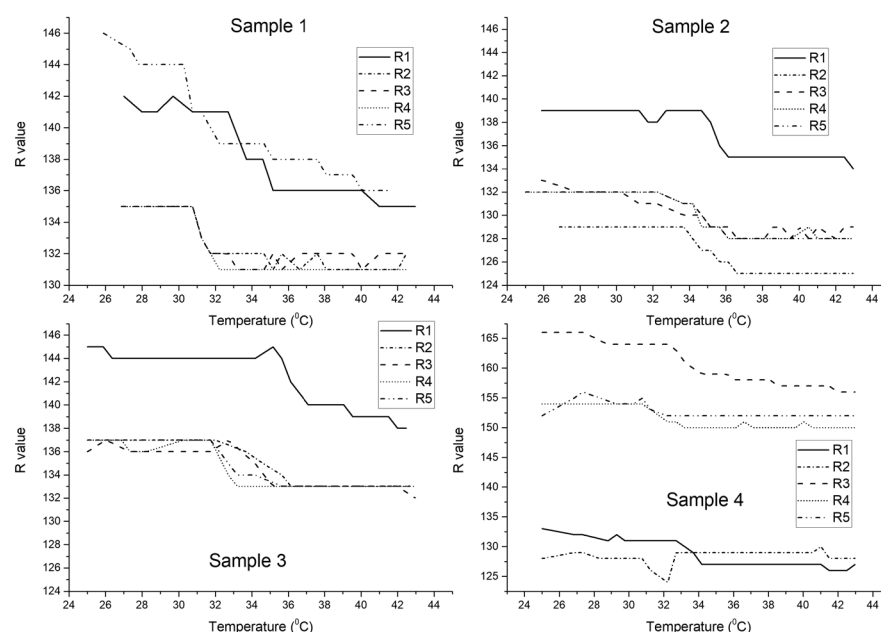 Sample 1
R1
R2
R3
R4
R5
R value
146
144
142
140
138
136
134
132
130
24 26 28 30 32 34 36 38 40 42 44
Temperature (⁰C)
Sample 2
R1
R2
R3
R4
R5
R value
144
142
140
138
136
134
132
130
128
126
124
24 26 28 30 32 34 36 38 40 42 44
Temperature (⁰C)
R1
R2
R3
R4
R5
R value
146
144
142
140
138
136
134
132
130
128
126
124
Sample 3
24 26 28 30 32 34 36 38 40 42 44
Temperature (⁰C)
R value
165
160
155
150
145
140
135
130
125
R1
R2
R3
R4
R5
Sample 4
24 26 28 30 32 34 36 38 40 42 44
Temperature (⁰C)